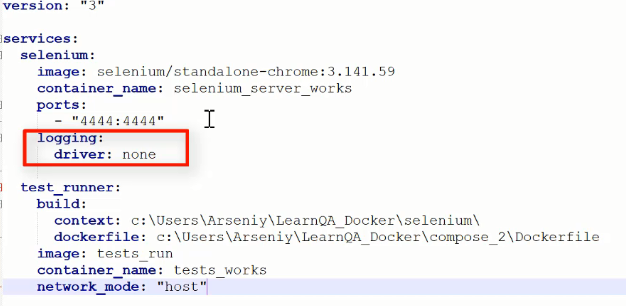 version: "3"
services:
selenium:
image: selenium/standalone-chrome:3.141.59
container_name: selenium_server_works
ports:
- "4444:4444"
logging:
driver: none
test_runner:
build:
context: c:\Users\Arseniy\LearnQA_Docker\selenium\
dockerfile: c:\Users\Arseniy\LearnQA_Docker\compose_2\Dockerfile
image: tests_run
container_name: tests_works
network_mode: "host"